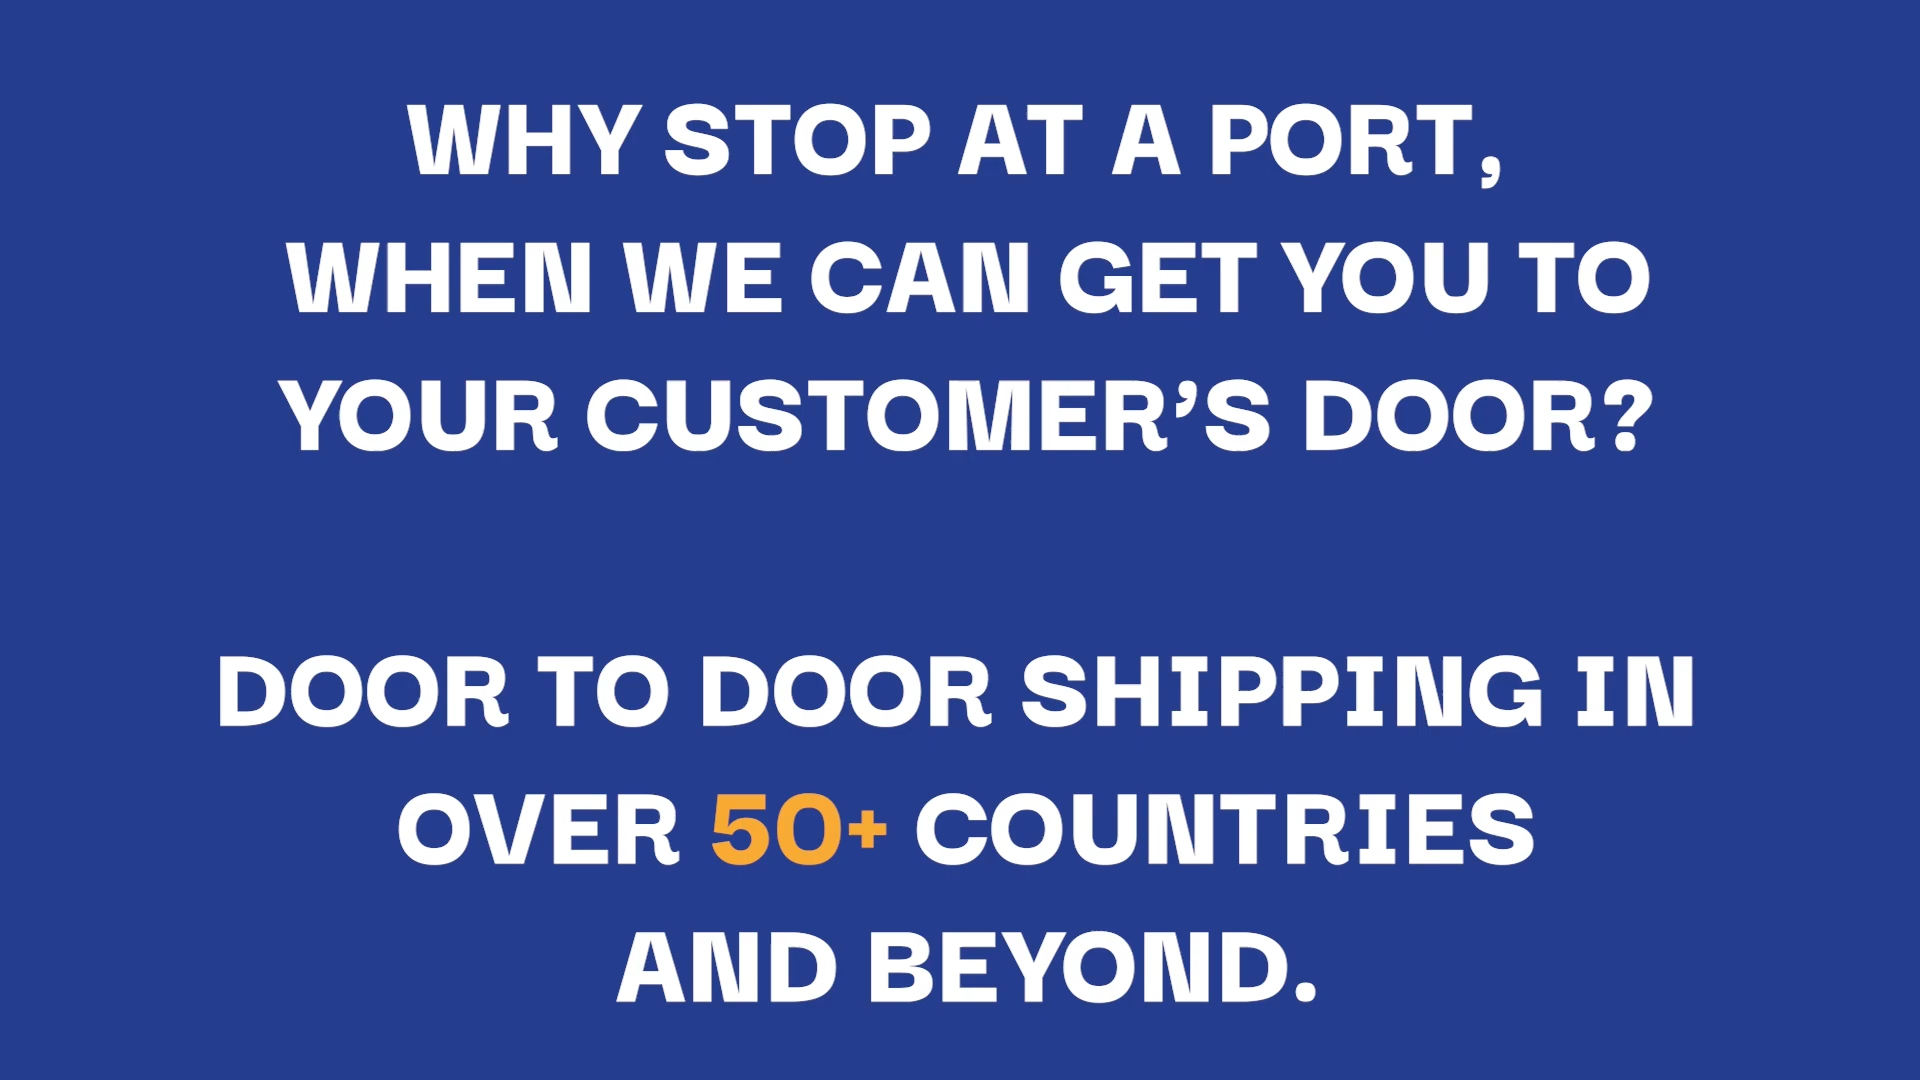 WHY STOP AT A PORT,
WHEN WE CAN GET YOU TO
YOUR CUSTOMER’S DOOR?
DOOR TO DOOR SHIPPING IN
OVER 50+ COUNTRIES
AND BEYOND.